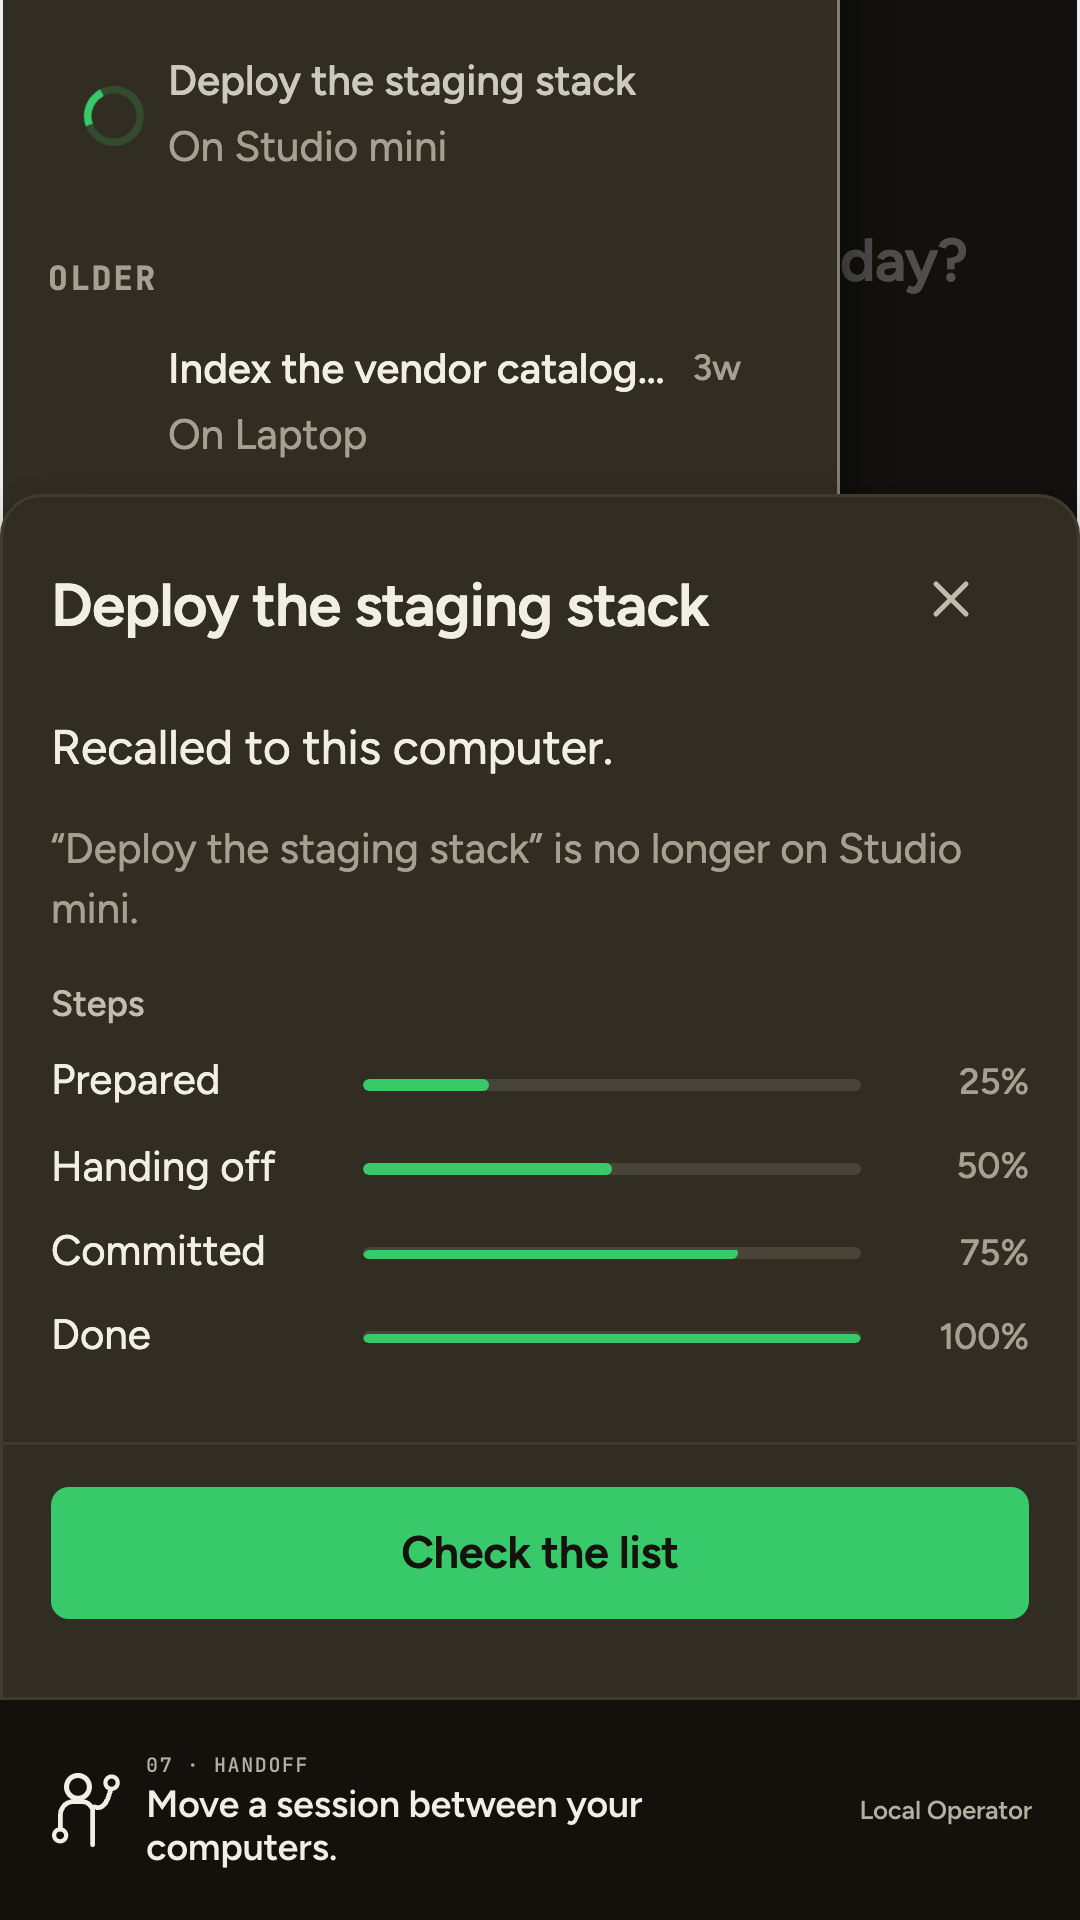 Deploy the staging stack
On Studio mini
day?
OLDER
Index the vendor catalog... 3w
On Laptop
Deploy the staging stack
Recalled to this computer.
“Deploy the staging stack” is no longer on Studio
mini.
Steps
Prepared 25%
Handing off 50%
Committed 75%
Done 100%
Check the list
07 · HANDOFF
Move a session between your
computers.
Local Operator